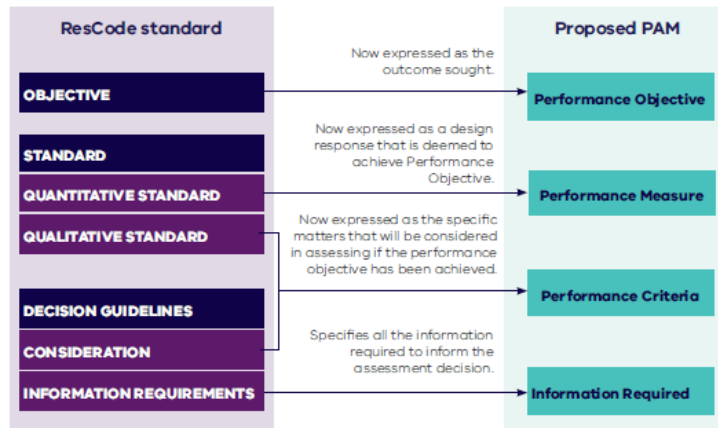 ResCode standard
Proposed PAM
Now expressed as the
outcome sought.
OBJECTIVE
Performance Objective
Now expressed as a design
response that is deemed to
achieve Performance
Objective.
STANDARD
QUANTITATIVE STANDARD
Performance Measure
QUALITATIVE STANDARD
Now expressed as the specific
matters that will be considered
in assessing if the performance
objective has been achieved.
Performance Criteria
DECISION GUIDELINES
CONSIDERATION
Specifies all the information
required to inform the
assessment decision.
INFORMATION REQUIREMENTS
Information Required